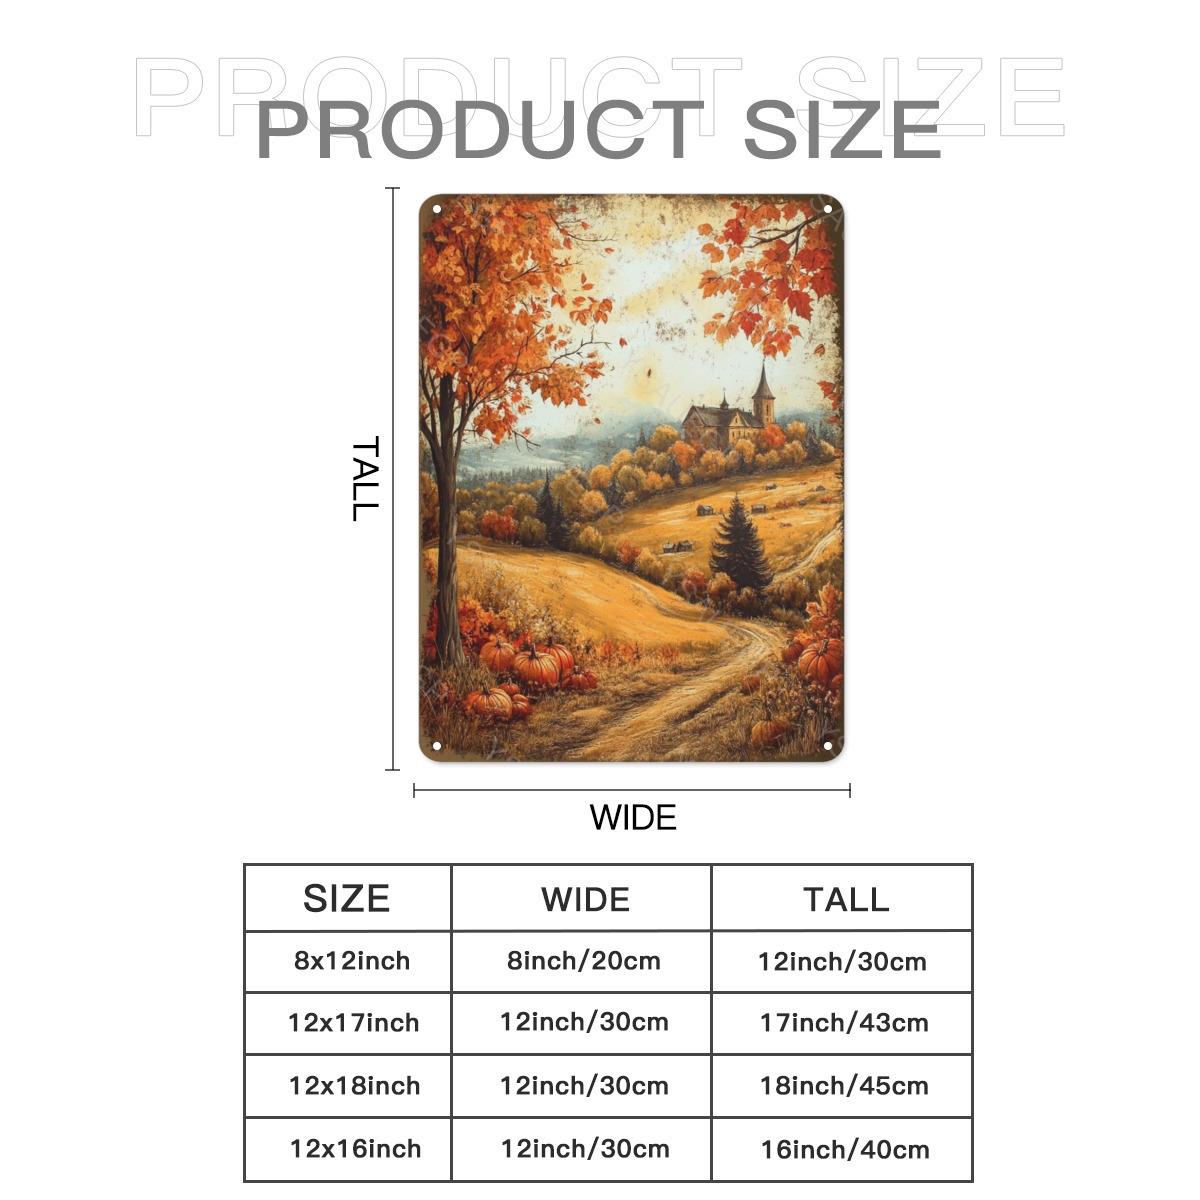 PRODUCT SIZE
PRODUCT SIZE
TALL
WIDE
SIZE WIDE TALL
8x12inch 8inch/20cm 12inch/30cm
12x17inch 12inch/30cm 17inch/43cm
12x18inch 12inch/30cm 18inch/45cm
12x16inch 12inch/30cm 16inch/40cm